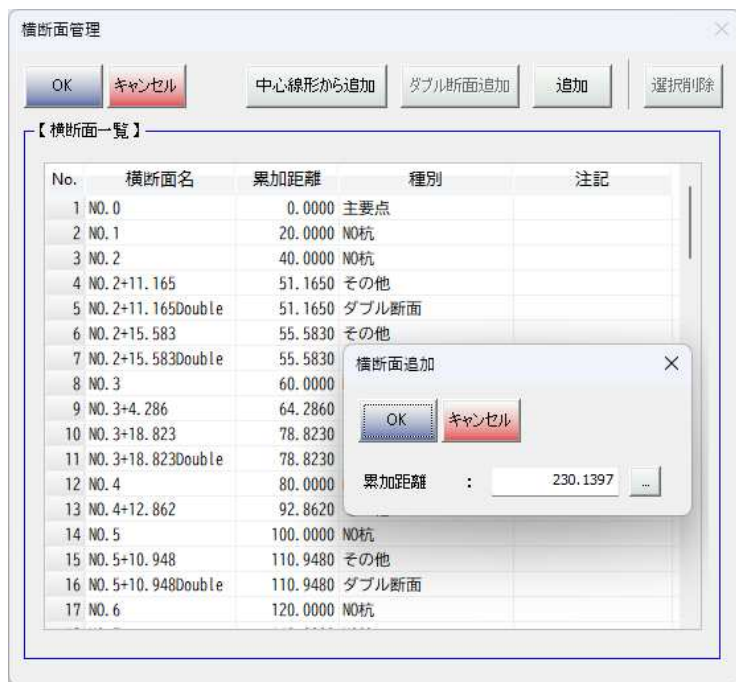 横断面管理
OK キャンセル 中心線形から追加 ダブル断面追加 追加 選択削除
【横断面一覧】
No. 横断面名 累加距離 種別 注記
1 NO.0 0.0000 主要点
2 NO.1 20.0000 NO杭
3 NO.2 40.0000 NO杭
4 NO.2+11.165 51.1650 その他
5 NO.2+11.165Double 51.1650 ダブル断面
6 NO.2+15.583 55.5830 その他
7 NO.2+15.583Double 55.5830
8 NO.3 60.0000
9 NO.3+4.286 64.2860
10 NO.3+18.823 78.8230
11 NO.3+18.823Double 78.8230
12 NO.4 80.0000
13 NO.4+12.862 92.8620
14 NO.5 100.0000 NO杭
15 NO.5+10.948 110.9480 その他
16 NO.5+10.948Double 110.9480 ダブル断面
17 NO.6 120.0000 NO杭
横断面追加
OK キャンセル
累加距離 : 230.1397 ...